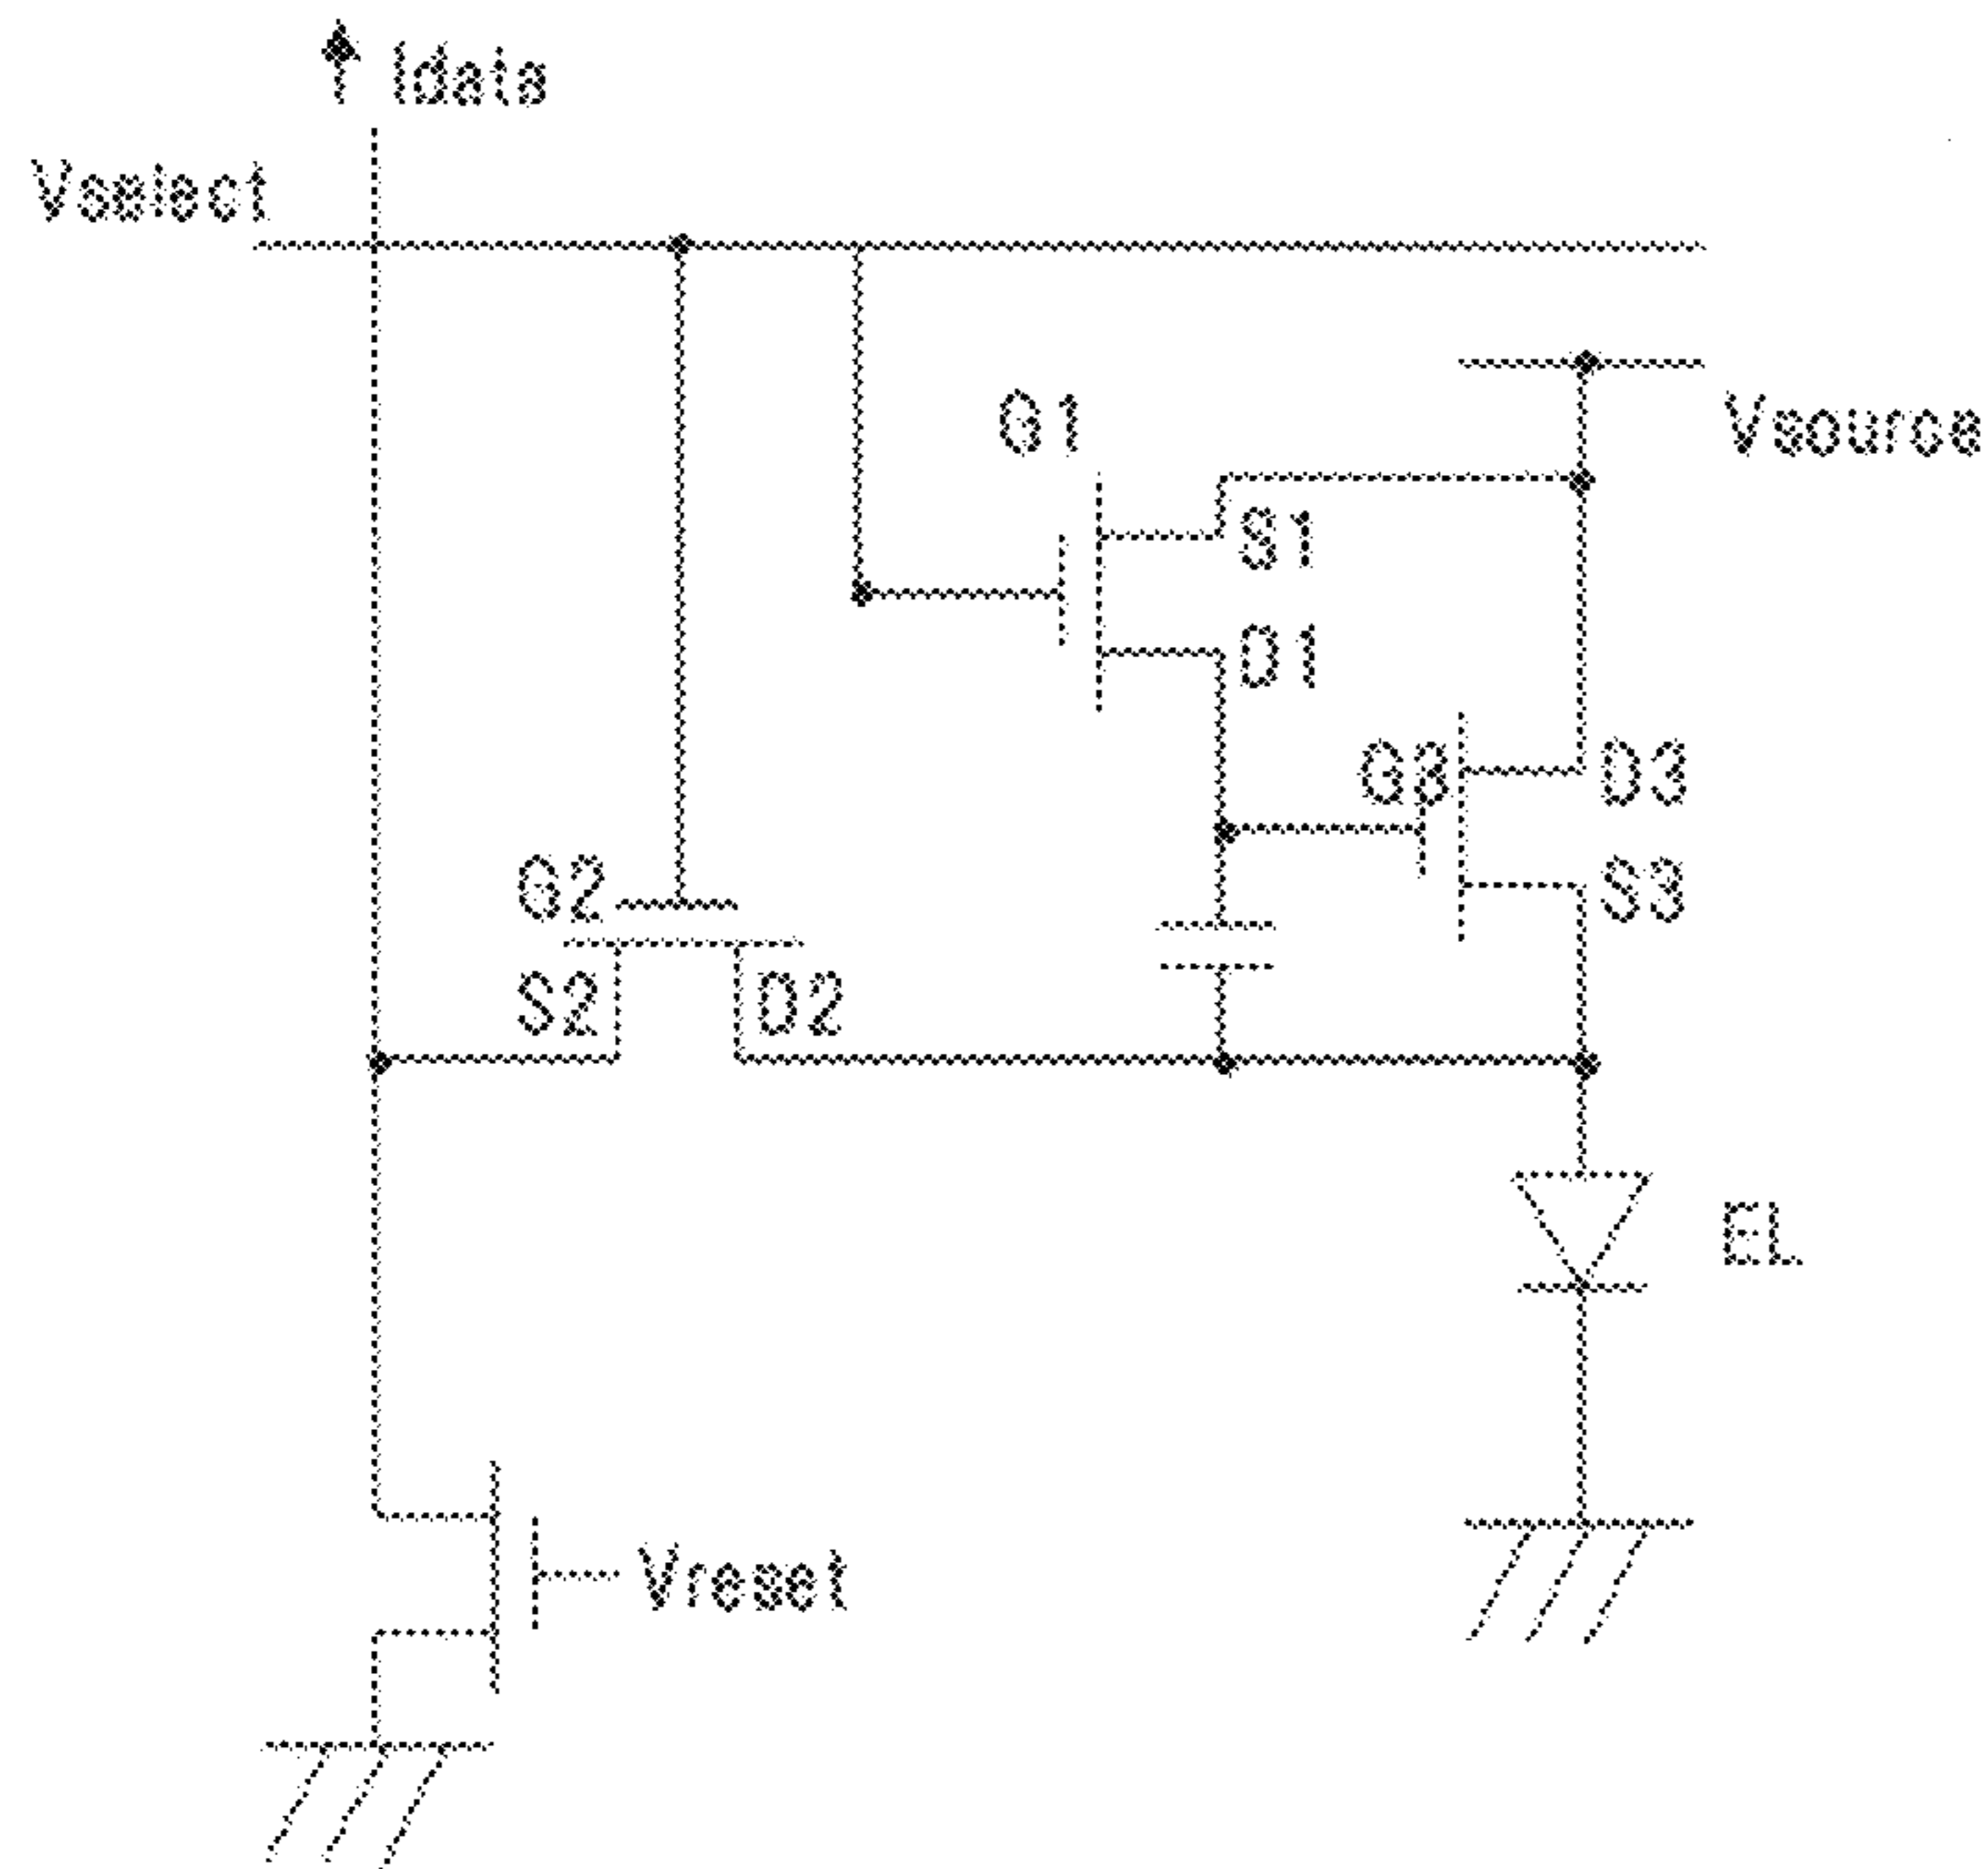 Idata
Vselect
G1
Vsource
S1
D1
G3
D3
G2
S3
S2
D2
EL
Vreset